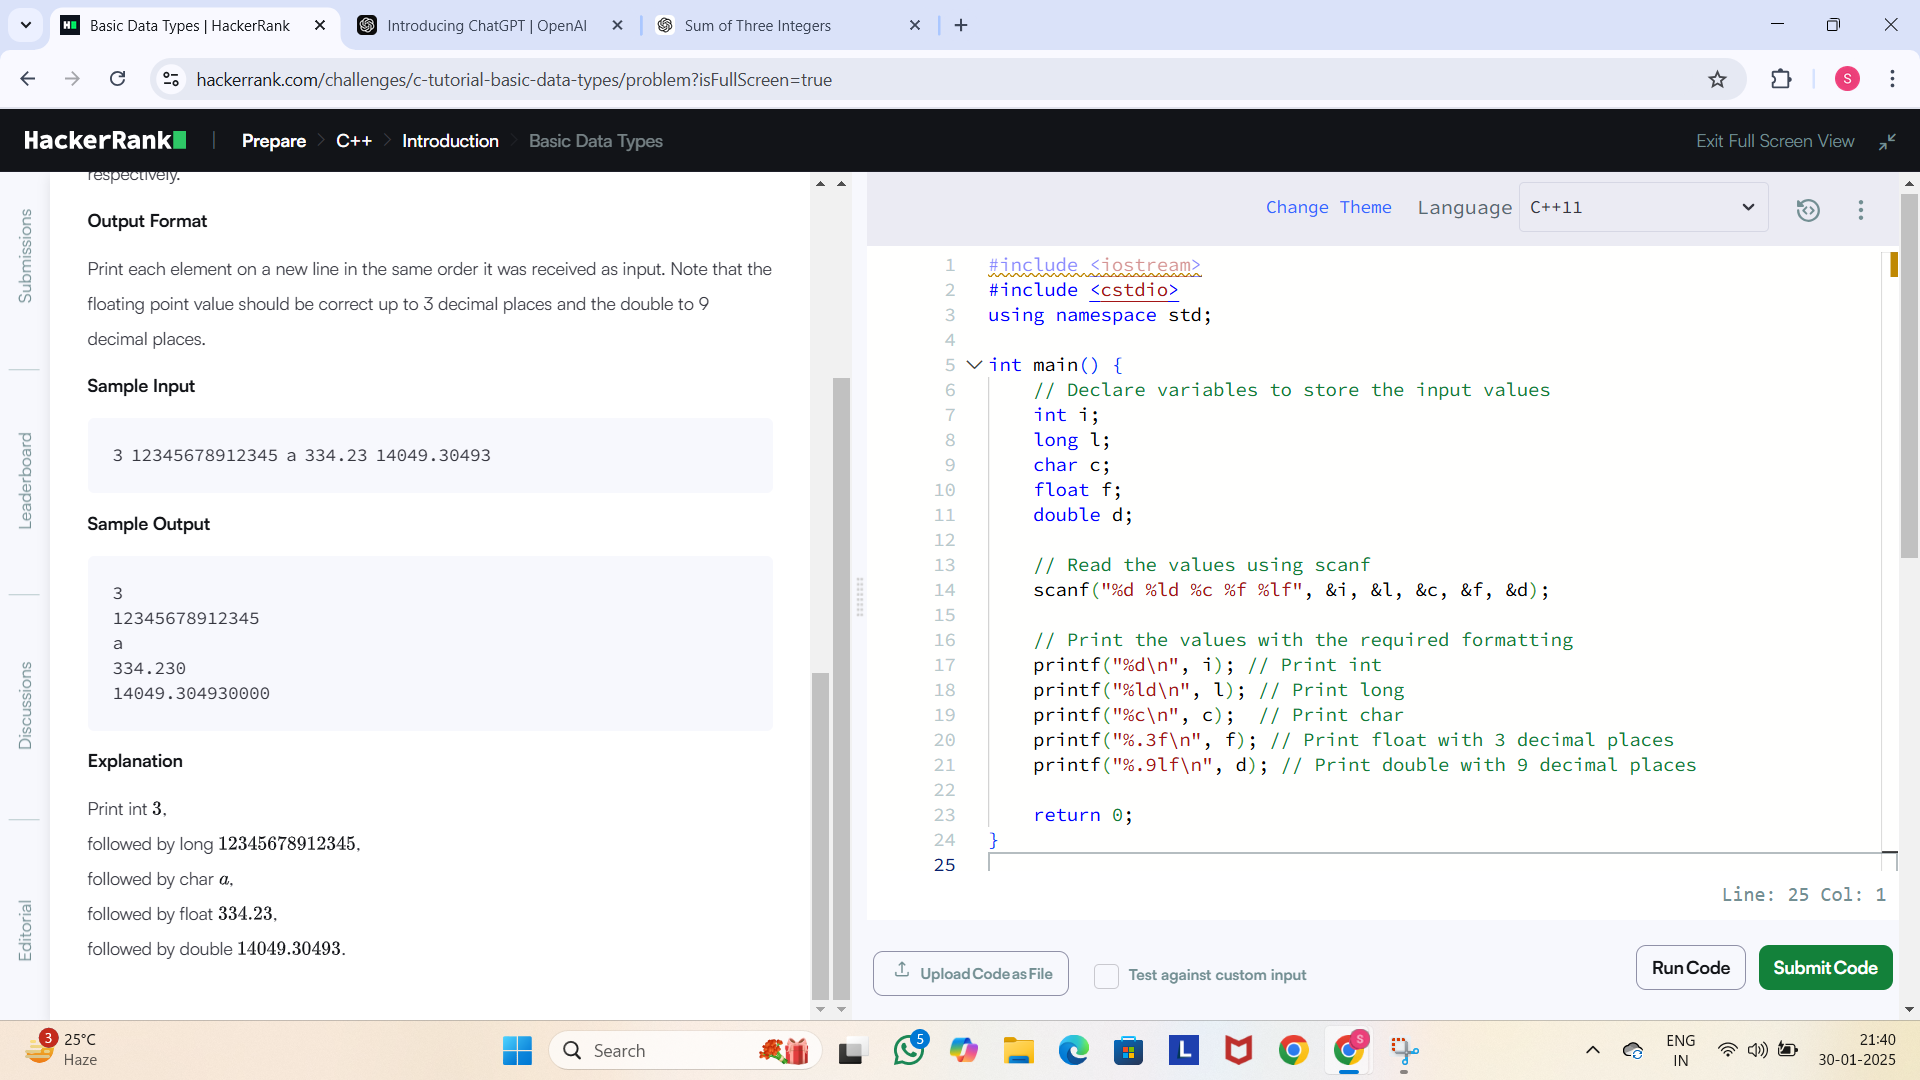 Basic Data Types | HackerRank
Introducing ChatGPT | OpenAI
Sum of Three Integers
hackerrank.com/challenges/c-tutorial-basic-data-types/problem?isFullScreen=true
S
HackerRank
Prepare
C++
Introduction
Basic Data Types
Exit Full Screen View
Submissions
Leaderboard
Discussions
Editorial
respectively.
Output Format
Print each element on a new line in the same order it was received as input. Note that the
floating point value should be correct up to 3 decimal places and the double to 9
decimal places.
Sample Input
3 12345678912345 a 334.23 14049.30493
Sample Output
3
12345678912345
a
334.230
14049.304930000
Explanation
Print int 3,
followed by long 12345678912345,
followed by char a,
followed by float 334.23,
followed by double 14049.30493.
Change Theme
Language
C++11
1 #include <iostream>
2 #include <cstdio>
3 using namespace std;
4
5 int main() {
6 // Declare variables to store the input values
7 int i;
8 long l;
9 char c;
10 float f;
11 double d;
12
13 // Read the values using scanf
14 scanf("%d %ld %c %f %lf", &i, &l, &c, &f, &d);
15
16 // Print the values with the required formatting
17 printf("%d\n", i); // Print int
18 printf("%ld\n", l); // Print long
19 printf("%c\n", c);  // Print char
20 printf("%.3f\n", f); // Print float with 3 decimal places
21 printf("%.9lf\n", d); // Print double with 9 decimal places
22
23 return 0;
24 }
25
Line: 25 Col: 1
Upload Code as File
Test against custom input
Run Code
Submit Code
3
25°C
Haze
Search
5
L
S
ENG
IN
21:40
30-01-2025